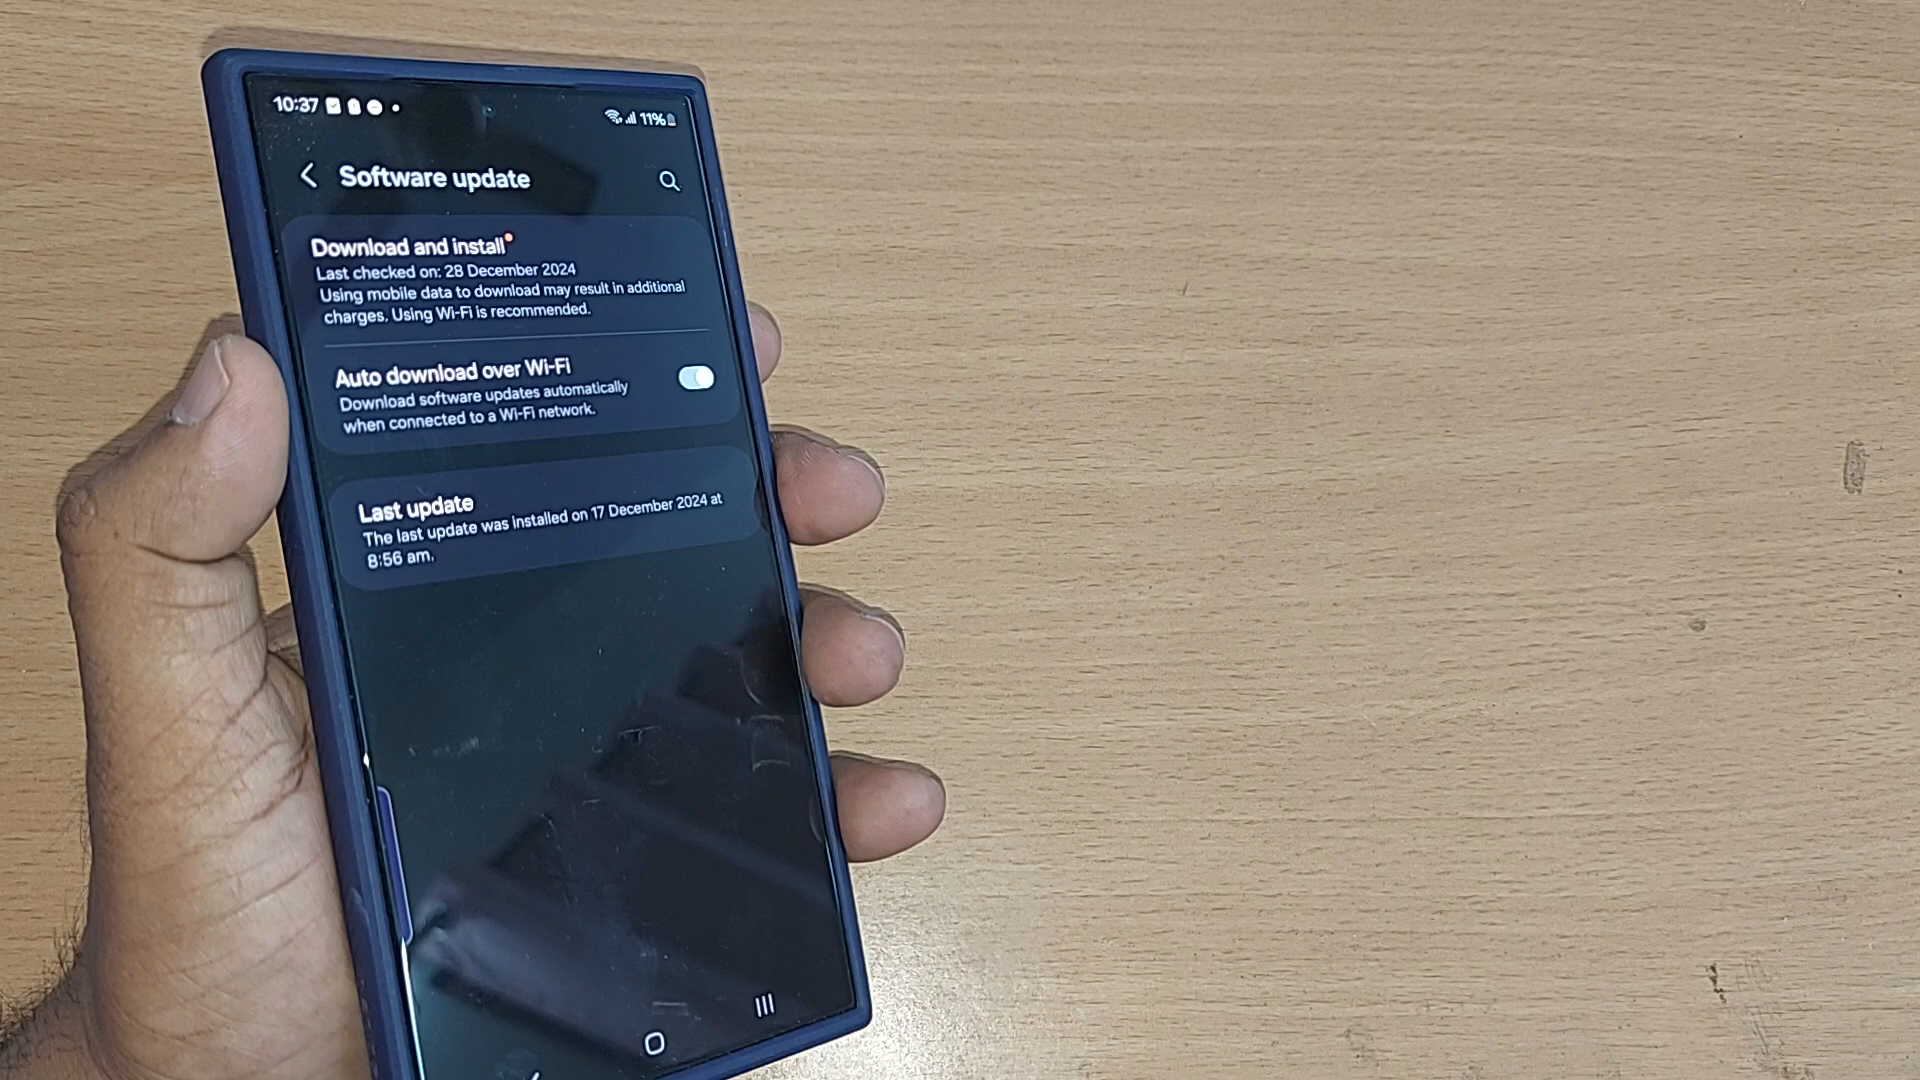 10:37
11%
Software update
Download and install
Last checked on: 28 December 2024
Using mobile data to download may result in additional
charges. Using Wi-Fi is recommended.
Auto download over Wi-Fi
Download software updates automatically
when connected to a Wi-Fi network.
Last update
The last update was installed on 17 December 2024 at
8:56 am.